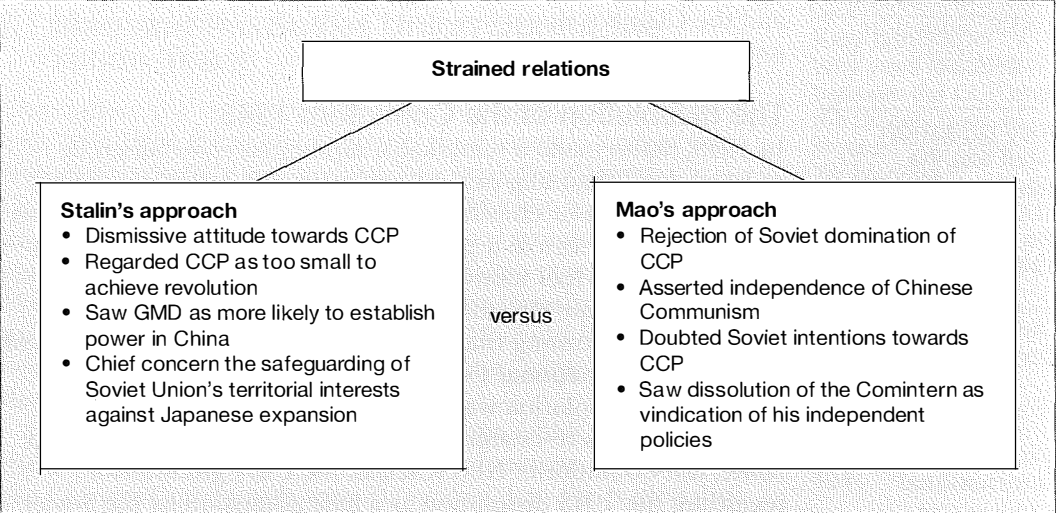 Strained relations
Stalin's approach
• Dismissive attitude towards CCP
• Regarded CCP as too small to
achieve revolution
• Saw GMD as more likely to establish
power in China
• Chief concern the safeguarding of
Soviet Union's territorial interests
against Japanese expansion
versus
Mao's approach
• Rejection of Soviet domination of
CCP
• Asserted independence of Chinese
Communism
• Doubted Soviet intentions towards
CCP
• Saw dissolution of the Comintern as
vindication of his independent
policies